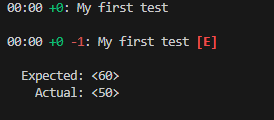 00:00 +0: My first test
00:00 +0 -1: My first test [E]
Expected: <60>
Actual: <50>